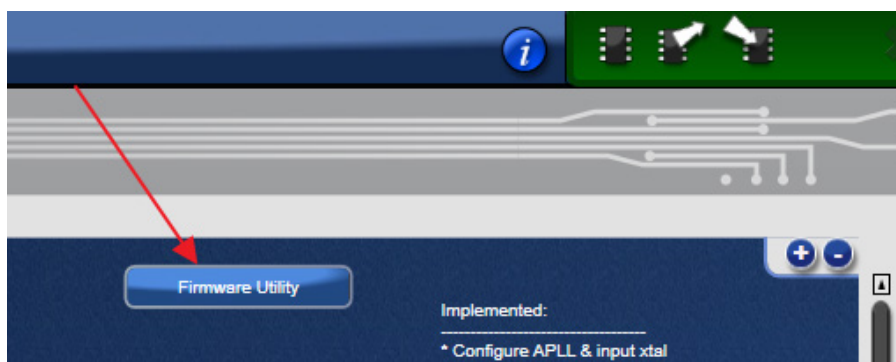 i
+ -
Firmware Utility
Implemented:
------------------------------------
* Configure APLL & input xtal